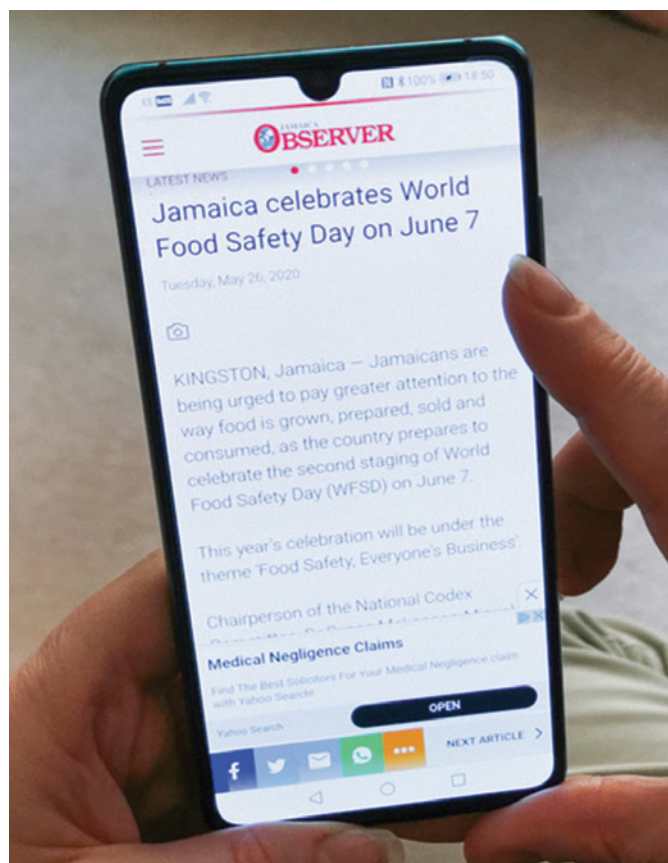 100% 18:50
JAMAICA
OBSERVER
LATEST NEWS
Jamaica celebrates World
Food Safety Day on June 7
Tuesday, May 26, 2020
KINGSTON, Jamaica — Jamaicans are
being urged to pay greater attention to the
way food is grown, prepared, sold and
consumed, as the country prepares to
celebrate the second staging of World
Food Safety Day (WFSD) on June 7.
This year's celebration will be under the
theme 'Food Safety, Everyone's Business'.
Chairperson of the National Codex
Medical Negligence Claims
Find The Best Solicitors For Your Medical Negligence claim
with Yahoo Search!
Yahoo Search
OPEN
NEXT ARTICLE